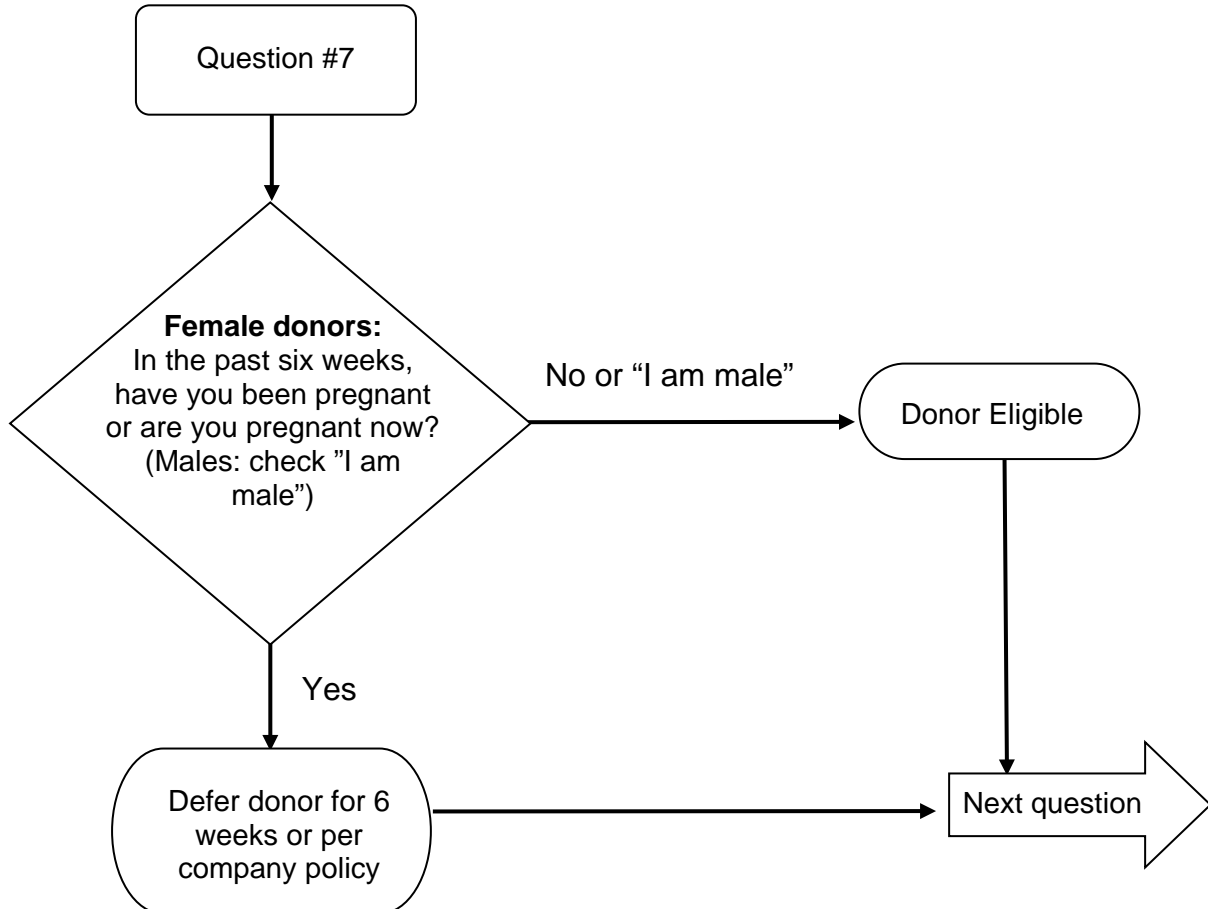 Question #7
Female donors:
In the past six weeks,
have you been pregnant
or are you pregnant now?
(Males: check ”I am
male”)
No or “I am male”
Donor Eligible
Yes
Defer donor for 6
weeks or per
company policy
Next question